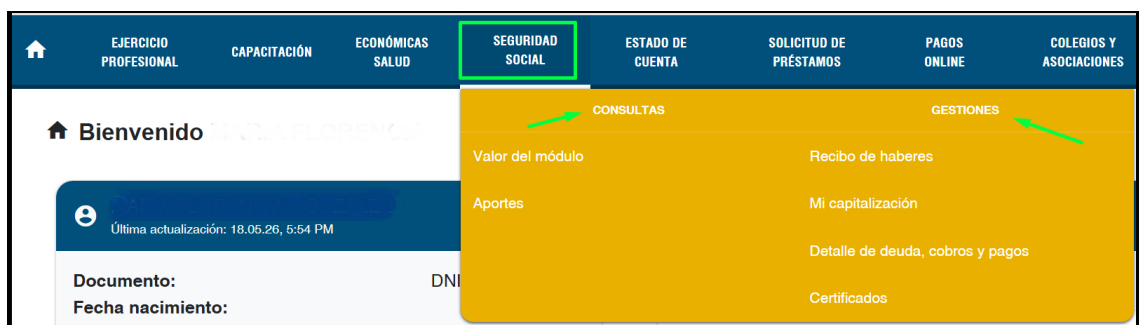 EJERCICIO
PROFESIONAL
CAPACITACIÓN
ECONÓMICAS
SALUD
SEGURIDAD
SOCIAL
ESTADO DE
CUENTA
SOLICITUD DE
PRÉSTAMOS
PAGOS
ONLINE
COLEGIOS Y
ASOCIACIONES
CONSULTAS
GESTIONES
Bienvenido
Valor del módulo
Recibo de haberes
Aportes
Mi capitalización
Última actualización: 18.05.26, 5:54 PM
Detalle de deuda, cobros y pagos
Documento:
Certificados
Fecha nacimiento: